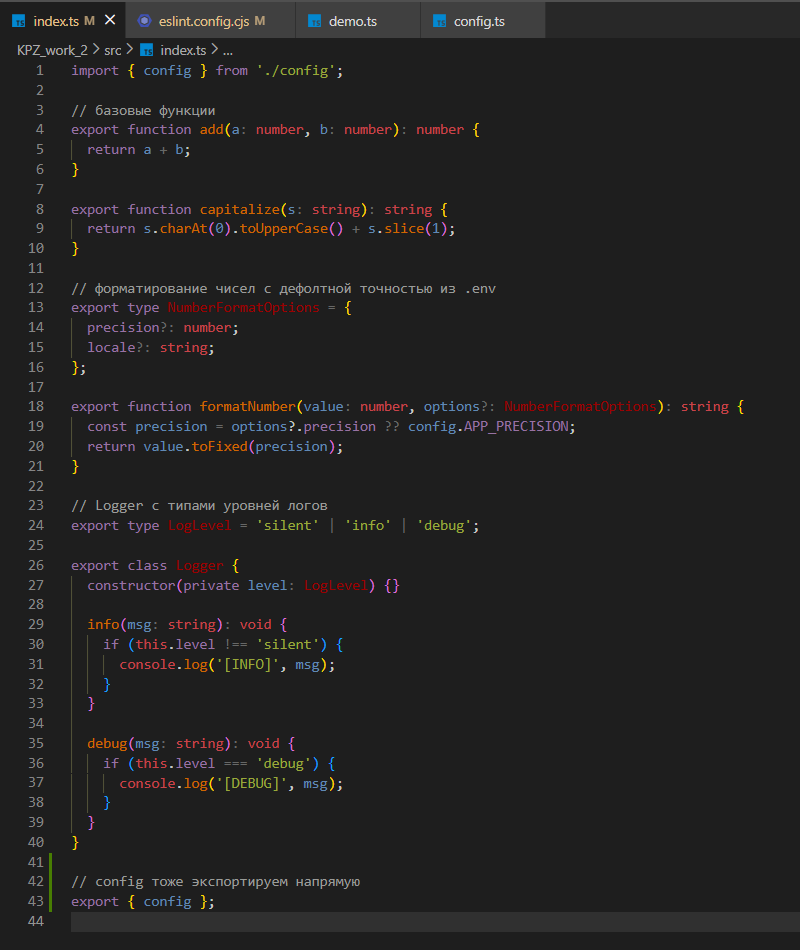 index.ts M eslint.config.cjs M demo.ts config.ts
KPZ_work_2 > src > index.ts > ...
1 import { config } from './config';
2
3 // базовые функции
4 export function add(a: number, b: number): number {
5   return a + b;
6 }
7
8 export function capitalize(s: string): string {
9   return s.charAt(0).toUpperCase() + s.slice(1);
10 }
11
12 // форматирование чисел с дефолтной точностью из .env
13 export type NumberFormatOptions = {
14   precision?: number;
15   locale?: string;
16 };
17
18 export function formatNumber(value: number, options?: NumberFormatOptions): string {
19   const precision = options?.precision ?? config.APP_PRECISION;
20   return value.toFixed(precision);
21 }
22
23 // Logger с типами уровней логов
24 export type LogLevel = 'silent' | 'info' | 'debug';
25
26 export class Logger {
27   constructor(private level: LogLevel) {}
28
29   info(msg: string): void {
30     if (this.level !== 'silent') {
31       console.log('[INFO]', msg);
32     }
33   }
34
35   debug(msg: string): void {
36     if (this.level === 'debug') {
37       console.log('[DEBUG]', msg);
38     }
39   }
40 }
41
42 // config тоже экспортируем напрямую
43 export { config };
44